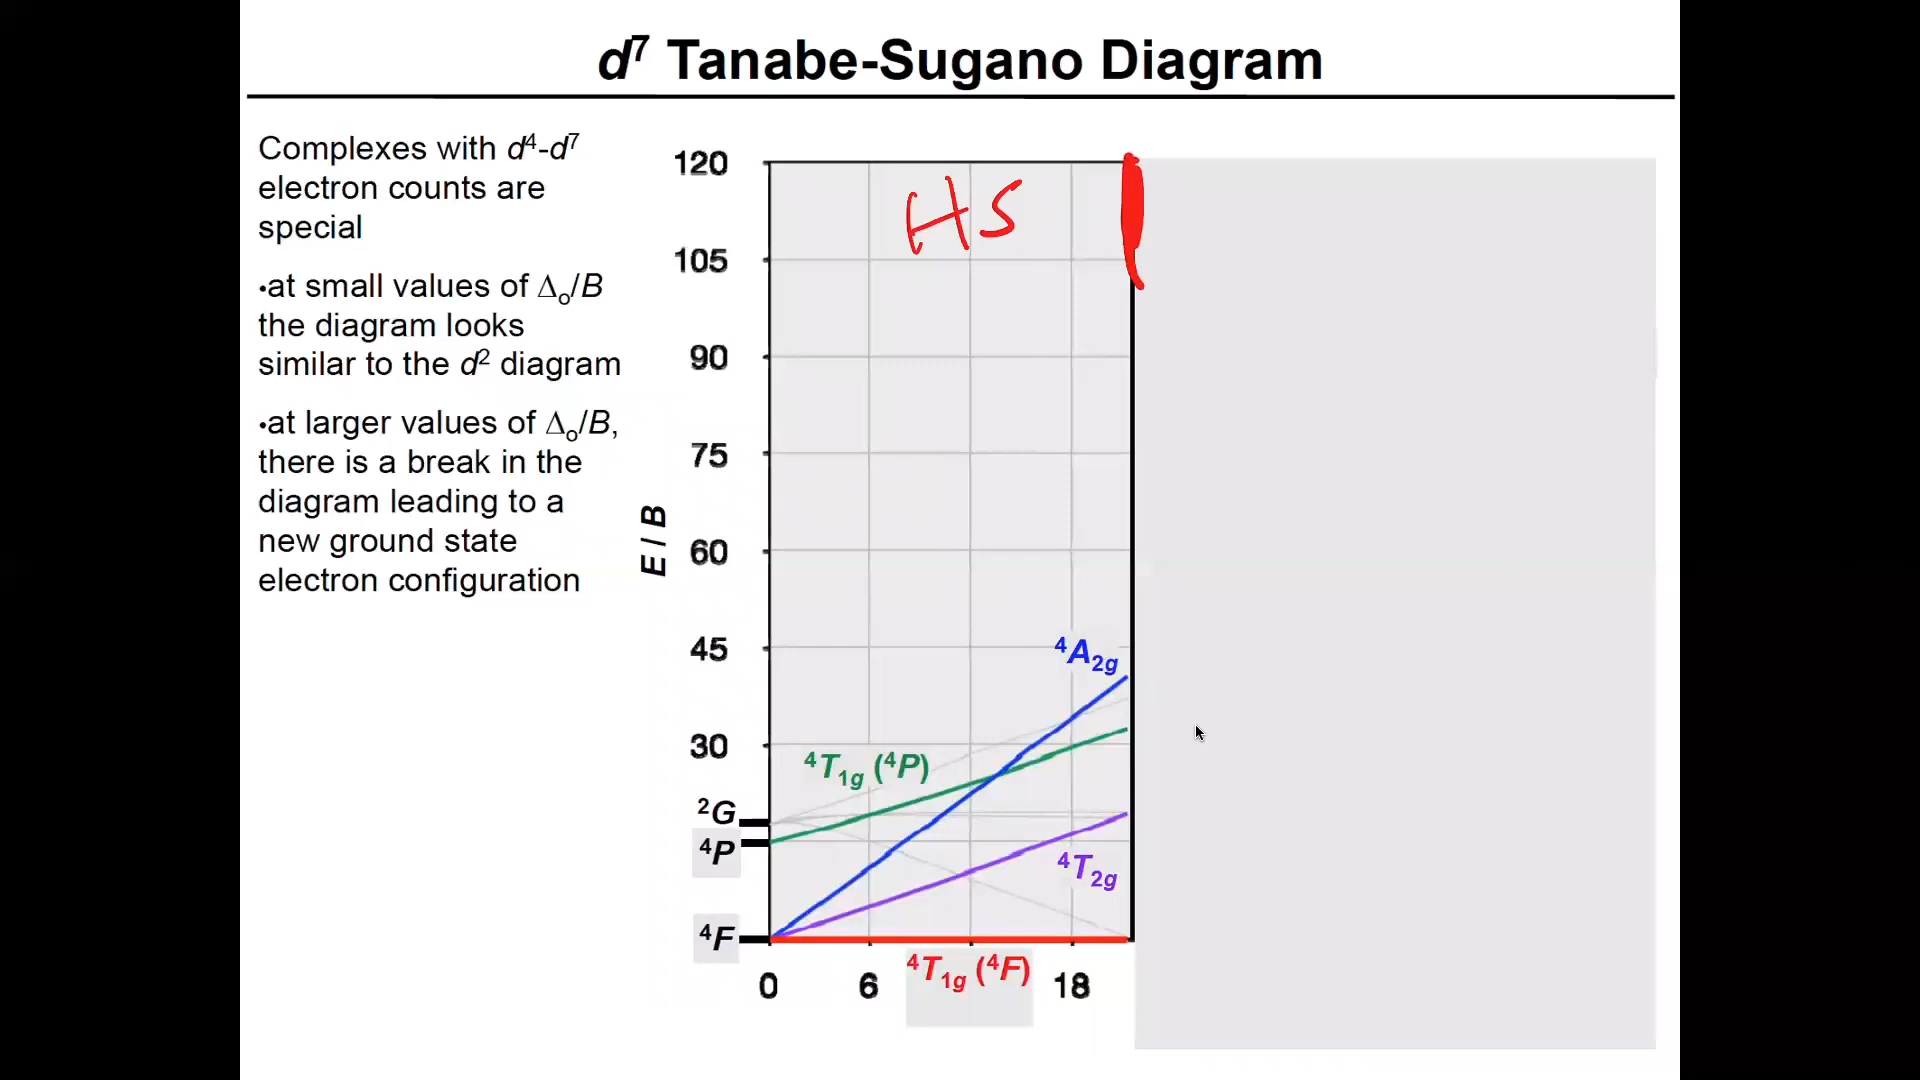 d⁷ Tanabe-Sugano Diagram
Complexes with d⁴-d⁷
electron counts are
special
•at small values of Δₒ/B
the diagram looks
similar to the d² diagram
•at larger values of Δₒ/B,
there is a break in the
diagram leading to a
new ground state
electron configuration
E / B
120
105
90
75
60
45
30
HS
⁴A₂g
⁴T₁g (⁴P)
²G
⁴P
⁴T₂g
⁴F
⁴T₁g (⁴F)
0 6 18